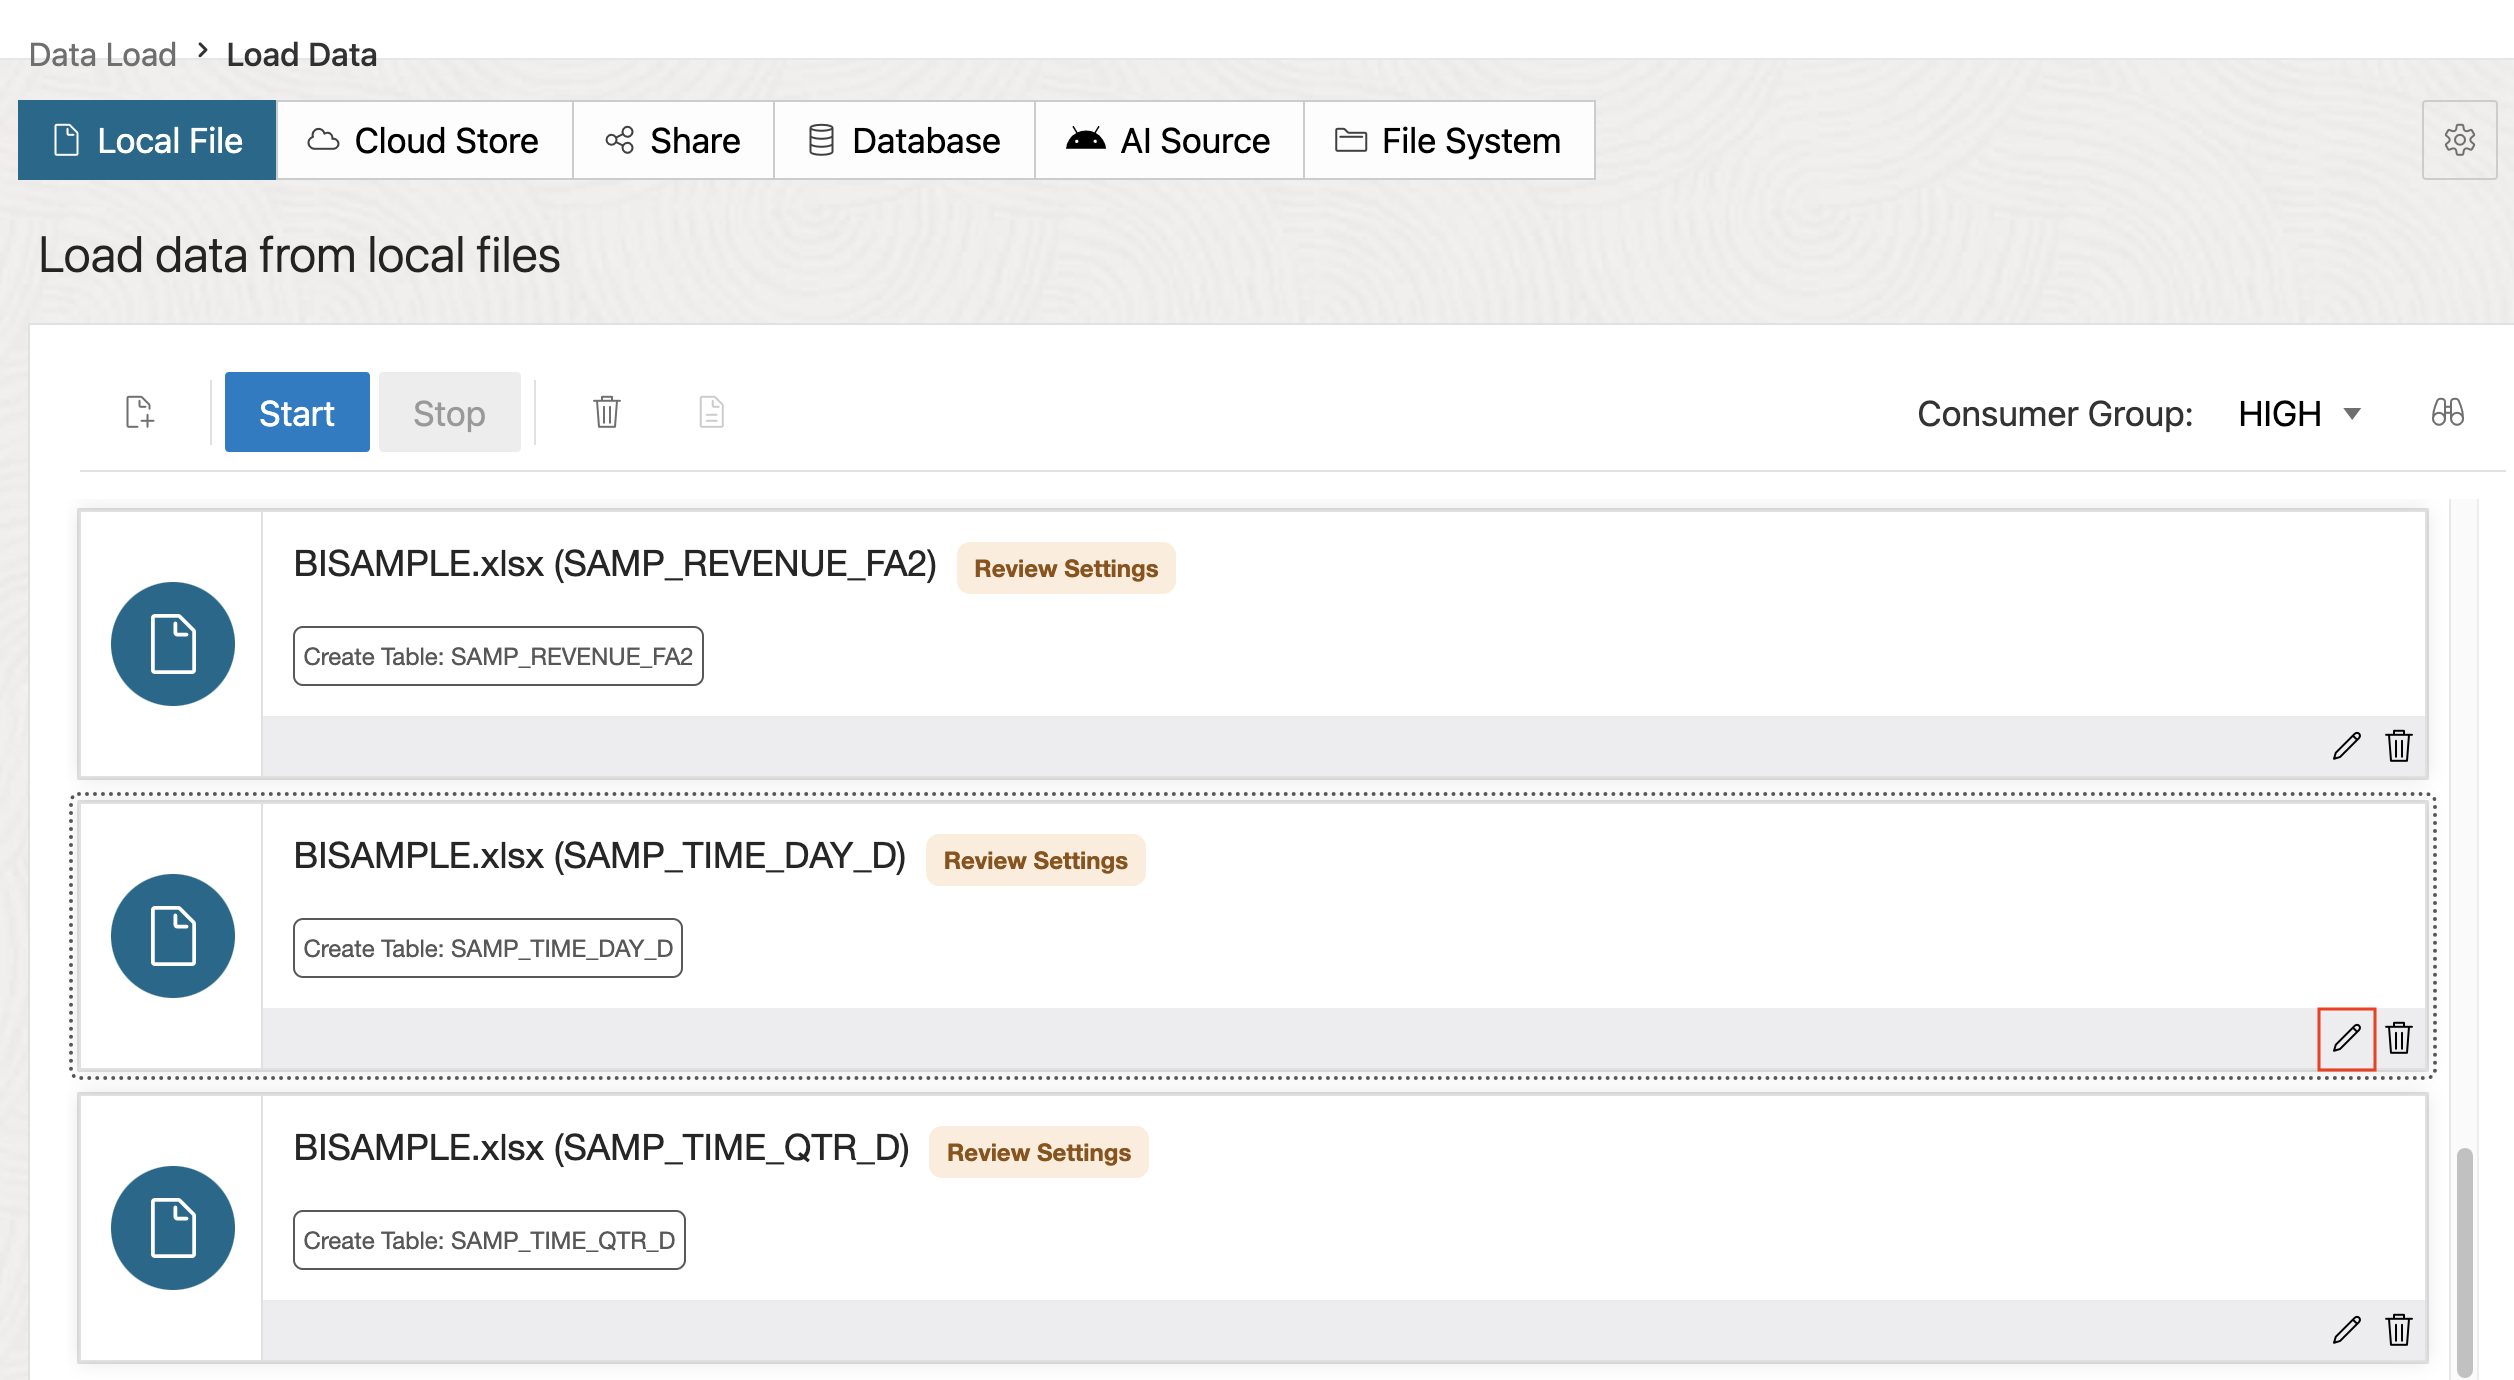 Data Load > Load Data
Local File Cloud Store Share Database AI Source File System
Load data from local files
Start Stop Consumer Group: HIGH
BISAMPLE.xlsx (SAMP_REVENUE_FA2) Review Settings
Create Table: SAMP_REVENUE_FA2
BISAMPLE.xlsx (SAMP_TIME_DAY_D) Review Settings
Create Table: SAMP_TIME_DAY_D
BISAMPLE.xlsx (SAMP_TIME_QTR_D) Review Settings
Create Table: SAMP_TIME_QTR_D